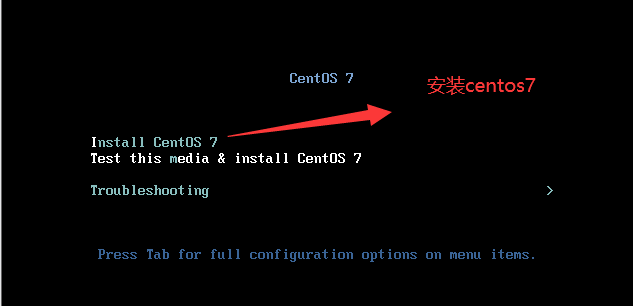 CentOS 7
安装centos7
Install CentOS 7
Test this media & install CentOS 7
Troubleshooting >
Press Tab for full configuration options on menu items.